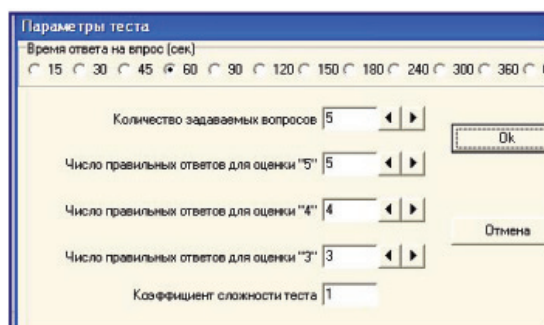 Параметры теста
Время ответа на впрос (сек)
15 30 45 60 90 120 150 180 240 300 360
Количество задаваемых вопросов 5
Ok
Число правильных ответов для оценки "5" 5
Число правильных ответов для оценки "4" 4
Отмена
Число правильных ответов для оценки "3" 3
Коэффициент сложности теста 1